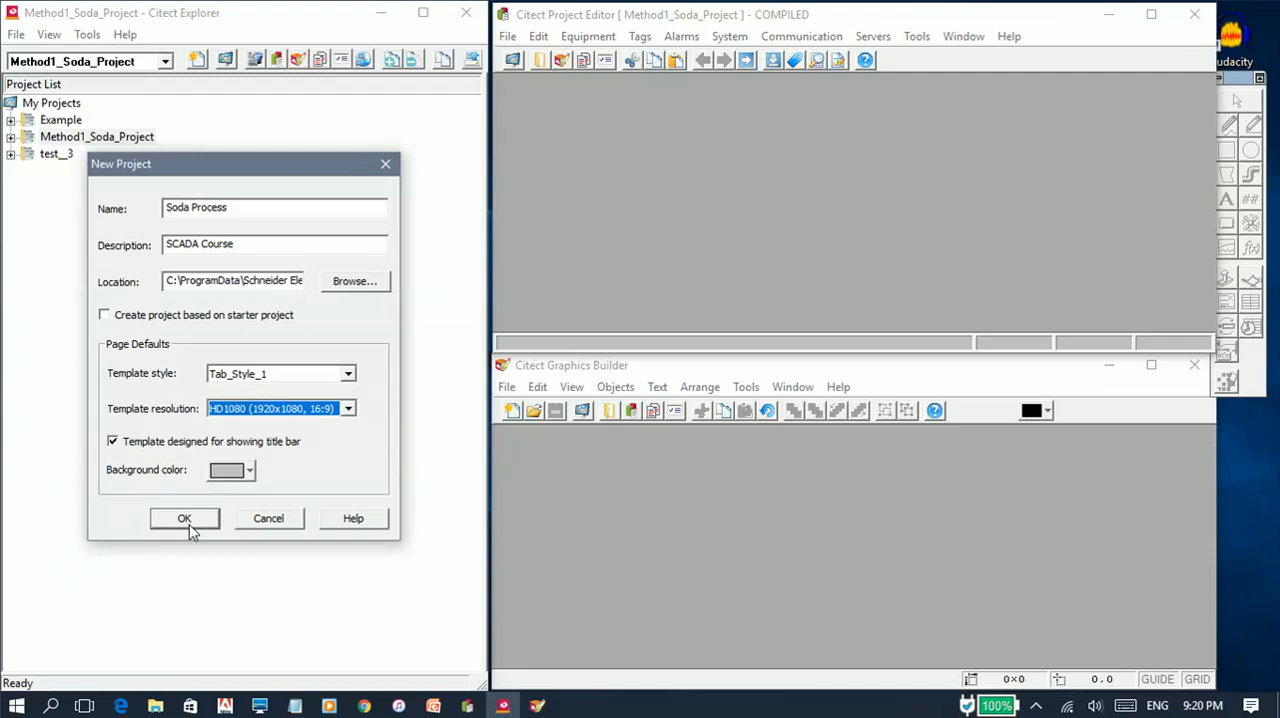 Method1_Soda_Project - Citect Explorer
File View Tools Help
Method1_Soda_Project
Project List
My Projects
Example
Method1_Soda_Project
test__3
New Project
Name: Soda Process
Description: SCADA Course
Location: C:\ProgramData\Schneider Ele Browse...
Create project based on starter project
Page Defaults
Template style: Tab_Style_1
Template resolution: HD1080 (1920x1080, 16:9)
Template designed for showing title bar
Background color:
OK Cancel Help
Ready
Citect Project Editor [ Method1_Soda_Project ] - COMPILED
File Edit Equipment Tags Alarms System Communication Servers Tools Window Help
Citect Graphics Builder
File Edit View Objects Text Arrange Tools Window Help
0×0 0 , 0 GUIDE GRID
udacity
A ##
f(x)
100% ENG 9:20 PM